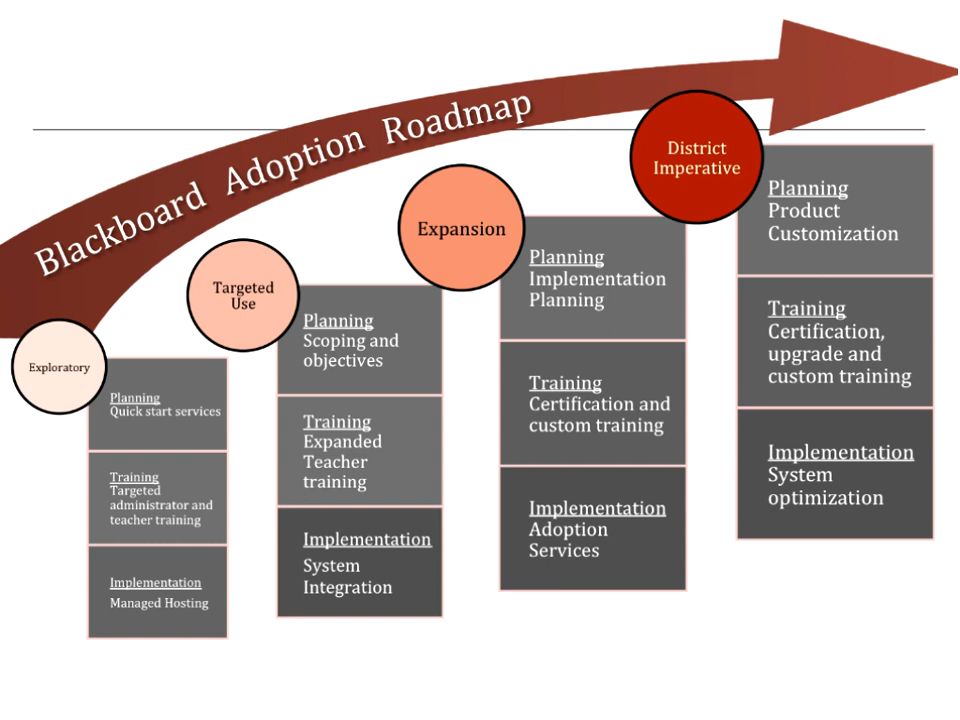 Blackboard Adoption Roadmap
Exploratory
Planning
Quick start services
Training
Targeted
administrator and
teacher training
Implementation
Managed Hosting
Targeted
Use
Planning
Scoping and
objectives
Training
Expanded
Teacher
training
Implementation
System
Integration
Expansion
Planning
Implementation
Planning
Training
Certification and
custom training
Implementation
Adoption
Services
District
Imperative
Planning
Product
Customization
Training
Certification,
upgrade and
custom training
Implementation
System
optimization